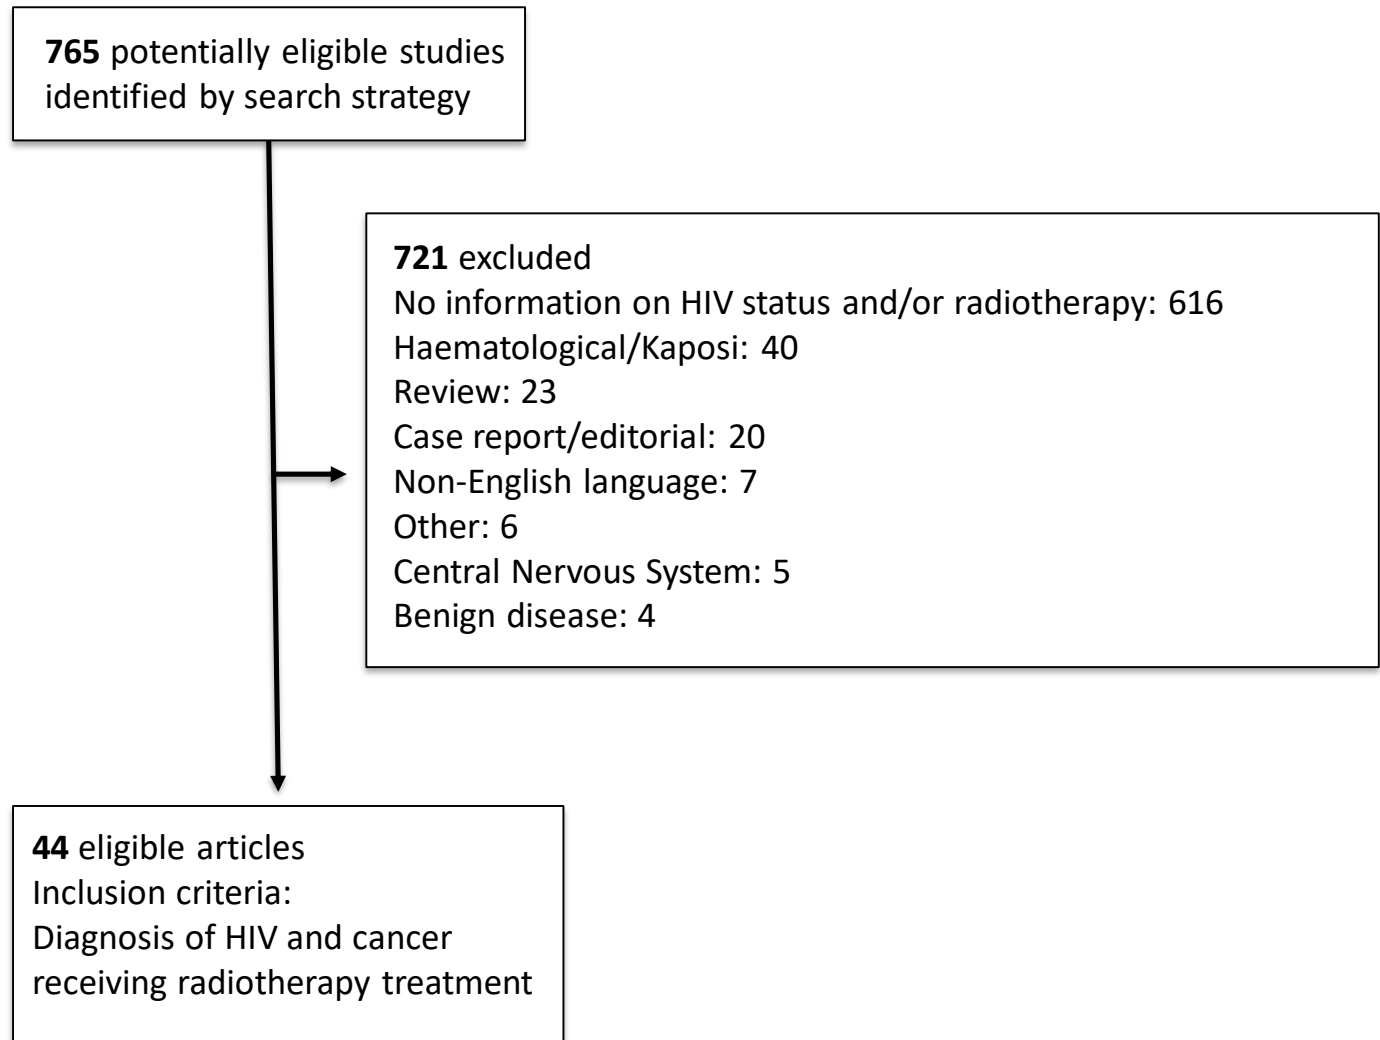 765 potentially eligible studies
identified by search strategy
721 excluded
No information on HIV status and/or radiotherapy: 616
Haematological/Kaposi: 40
Review: 23
Case report/editorial: 20
Non-English language: 7
Other: 6
Central Nervous System: 5
Benign disease: 4
44 eligible articles
Inclusion criteria:
Diagnosis of HIV and cancer
receiving radiotherapy treatment